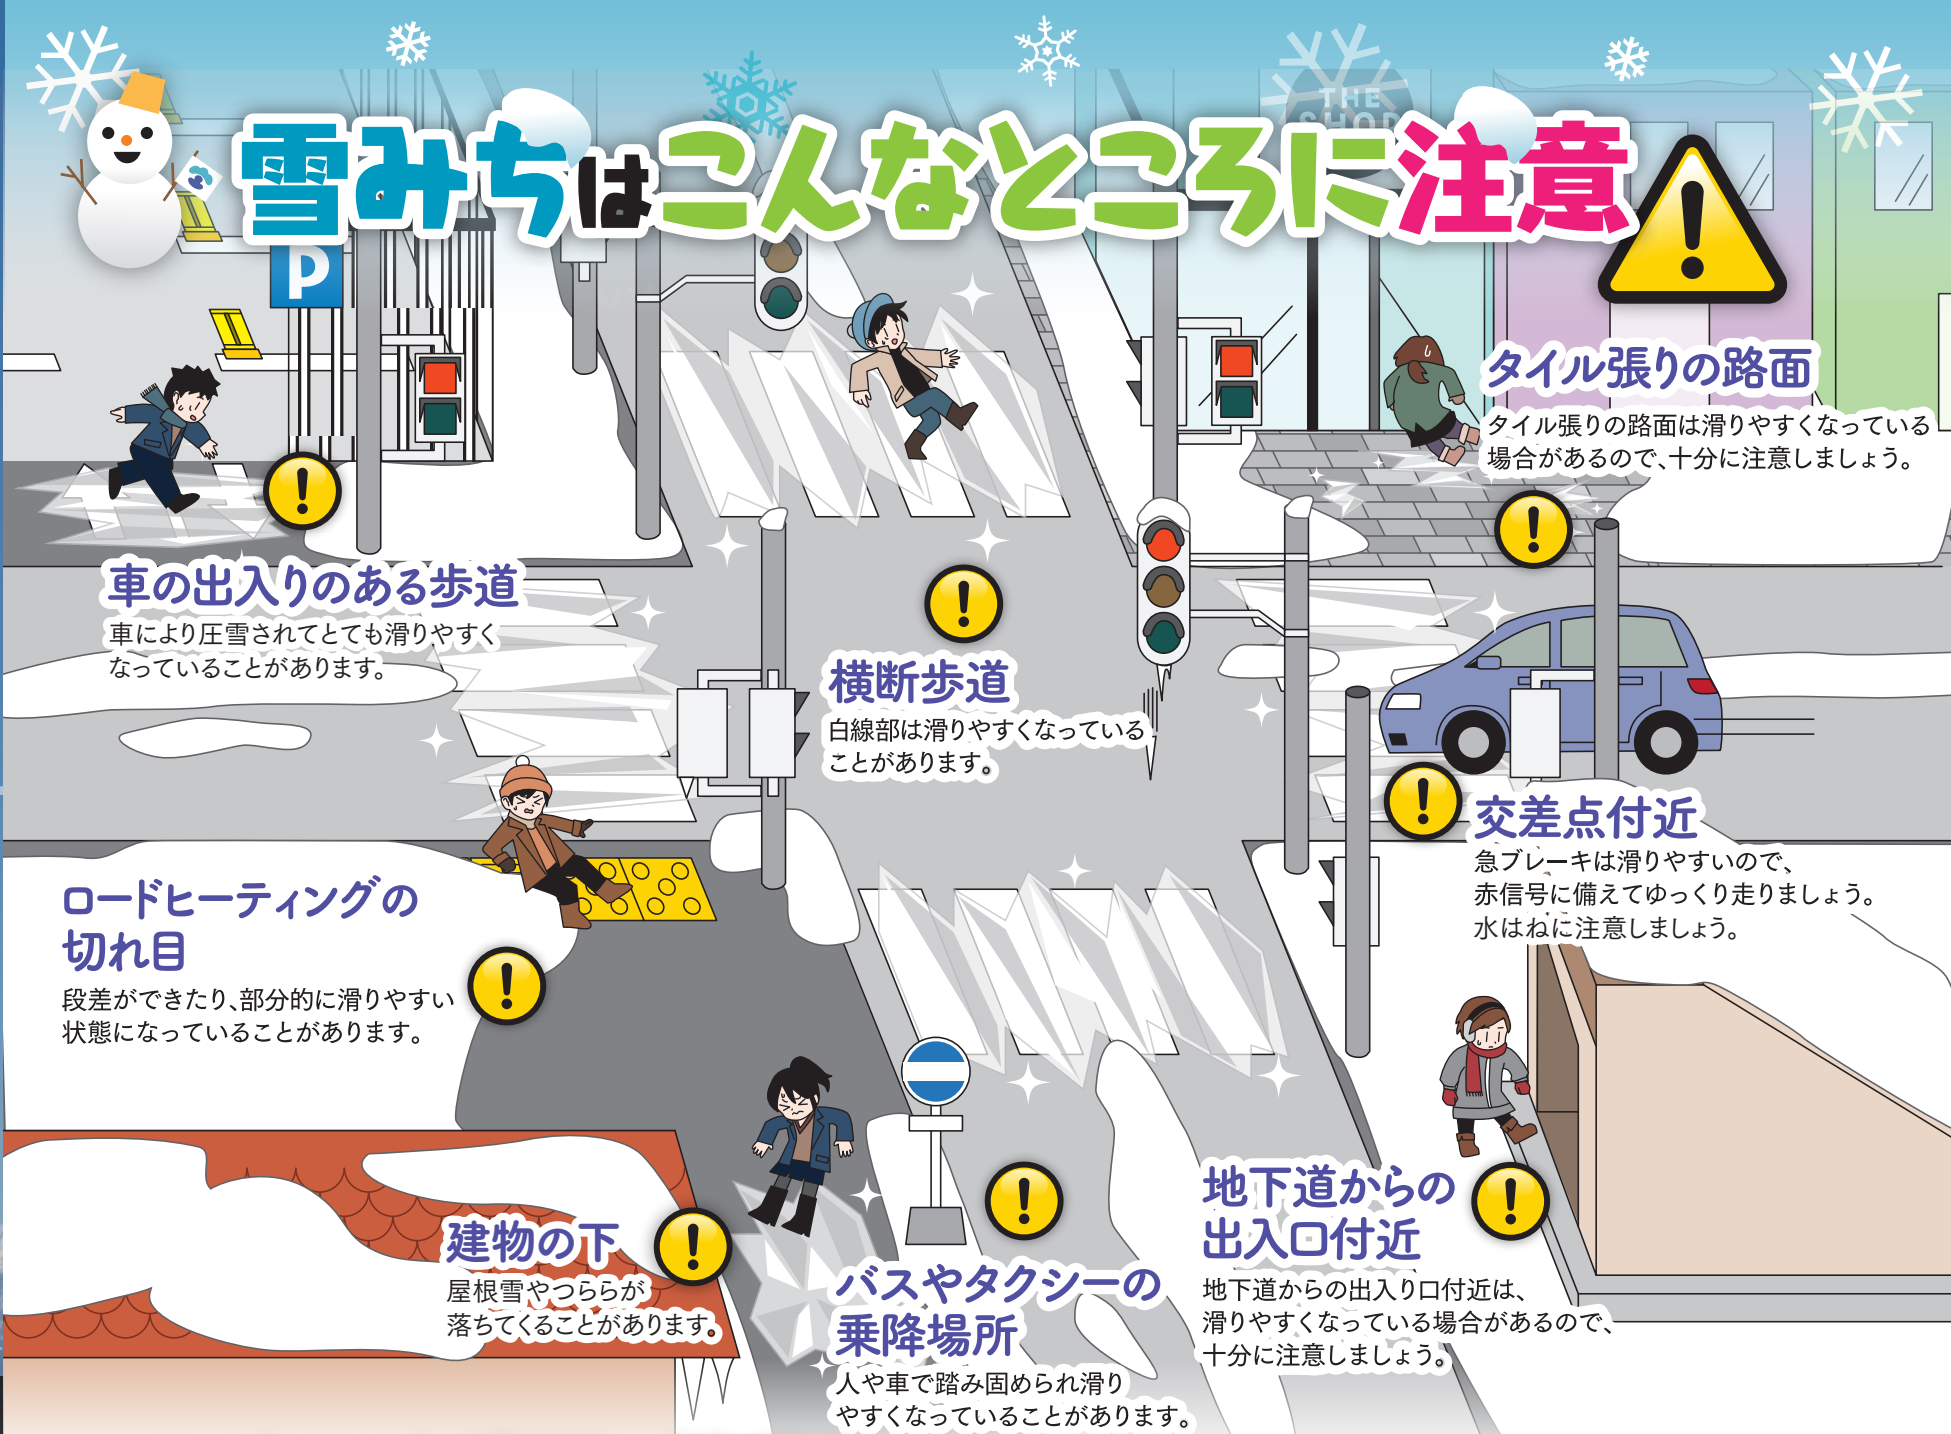 THE
SHOP
雪みちはこんなところに注意
P
タイル張りの路面
タイル張りの路面は滑りやすくなっている
場合があるので、十分に注意しましょう。
車の出入りのある歩道
車により圧雪されてとても滑りやすく
なっていることがあります。
横断歩道
白線部は滑りやすくなっている
ことがあります。
交差点付近
急ブレーキは滑りやすいので、
赤信号に備えてゆっくり走りましょう。
水はねに注意しましょう。
ロードヒーティングの
切れ目
段差ができたり、部分的に滑りやすい
状態になっていることがあります。
建物の下
屋根雪やつららが
落ちてくることがあります。
バスやタクシーの
乗降場所
人や車で踏み固められ滑り
やすくなっていることがあります。
地下道からの
出入口付近
地下道からの出入り口付近は、
滑りやすくなっている場合があるので、
十分に注意しましょう。